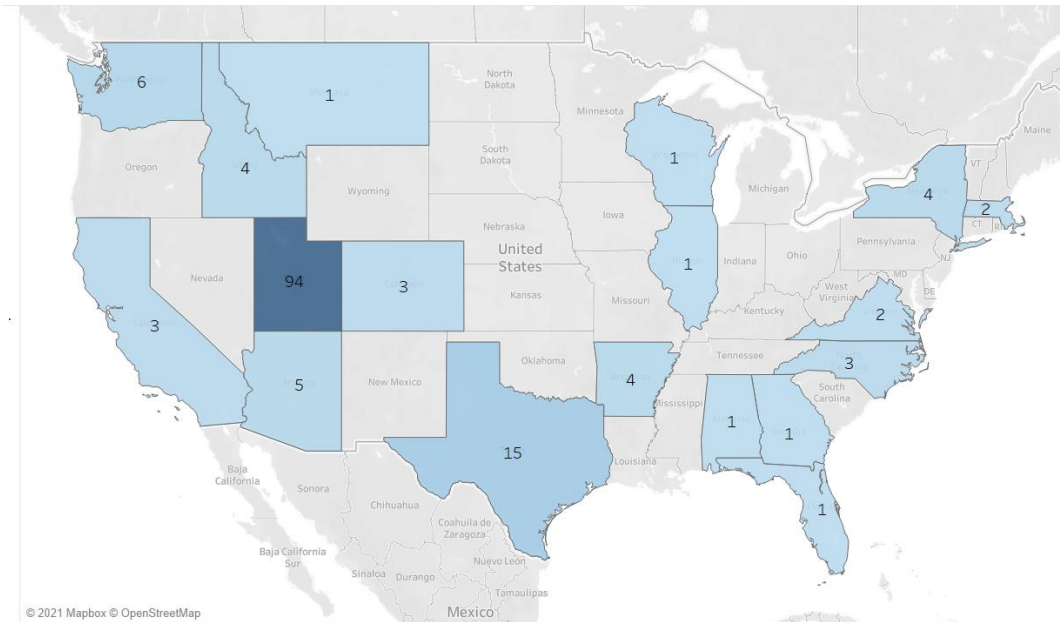 North
Dakota
Minnesota
Maine
6
1
Oregon
4
South
Dakota
1
VT
Wyoming
Michigan
4
2
CT
Iowa
Nebraska
Pennsylvania
NJ
United
States
Nevada
94
3
1
Indiana
Ohio
MD
DE
West
Virginia
Kansas
Missouri
Kentucky
2
3
Oklahoma
Tennessee
3
5
New Mexico
4
Mississippi
South
Carolina
1
1
15
Louisiana
1
Baja
California
Sonora
Chihuahua
Coahuila de
Zaragoza
Baja California
Sur
Sinaloa
Durango
Nuevo León
Tamaulipas
Mexico
© 2021 Mapbox © OpenStreetMap